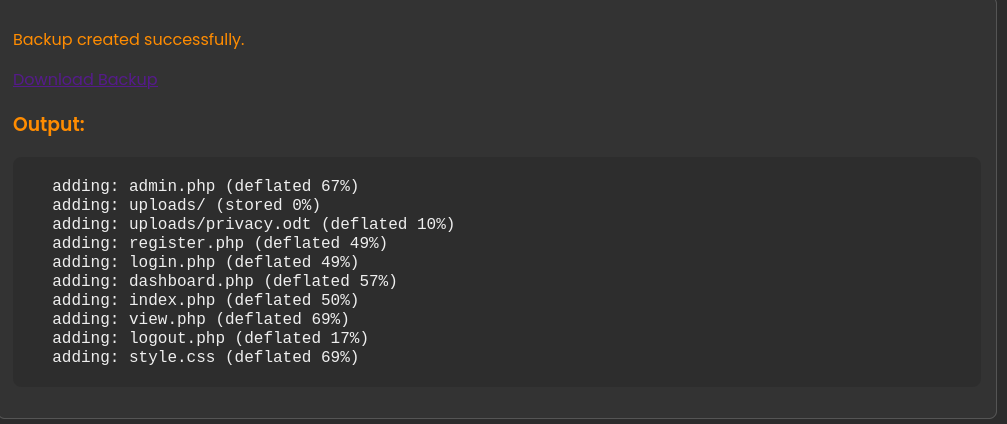 Backup created successfully.
Download Backup
Output:
adding: admin.php (deflated 67%)
adding: uploads/ (stored 0%)
adding: uploads/privacy.odt (deflated 10%)
adding: register.php (deflated 49%)
adding: login.php (deflated 49%)
adding: dashboard.php (deflated 57%)
adding: index.php (deflated 50%)
adding: view.php (deflated 69%)
adding: logout.php (deflated 17%)
adding: style.css (deflated 69%)